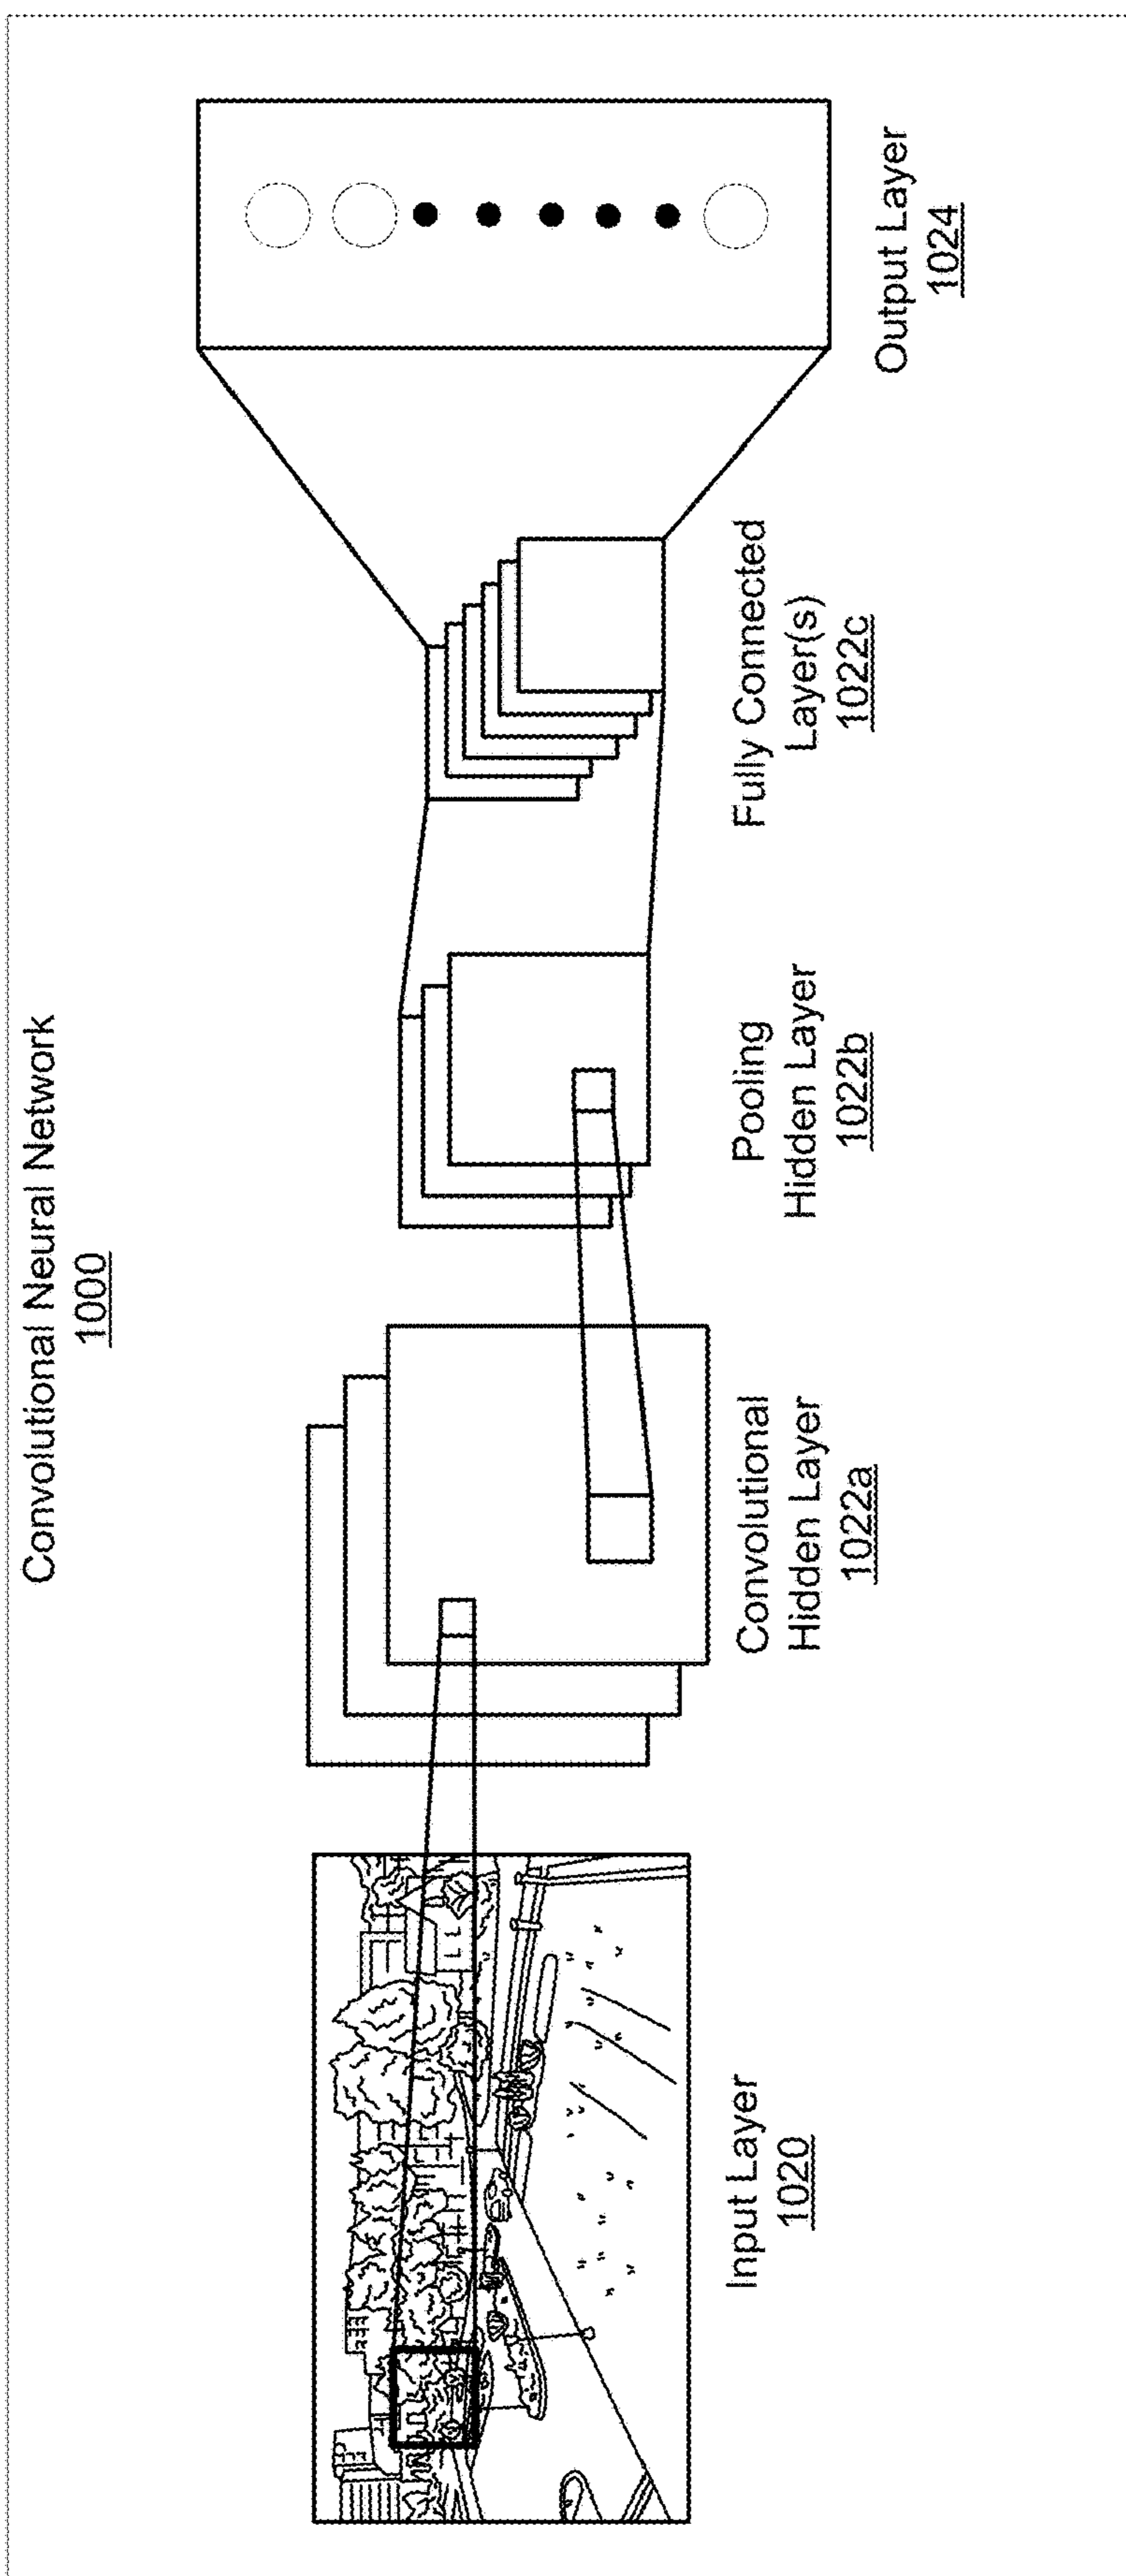 Convolutional Neural Network
1000
Input Layer
1020
Convolutional
Hidden Layer
1022a
Pooling
Hidden Layer
1022b
Fully Connected
Layer(s)
1022c
Output Layer
1024